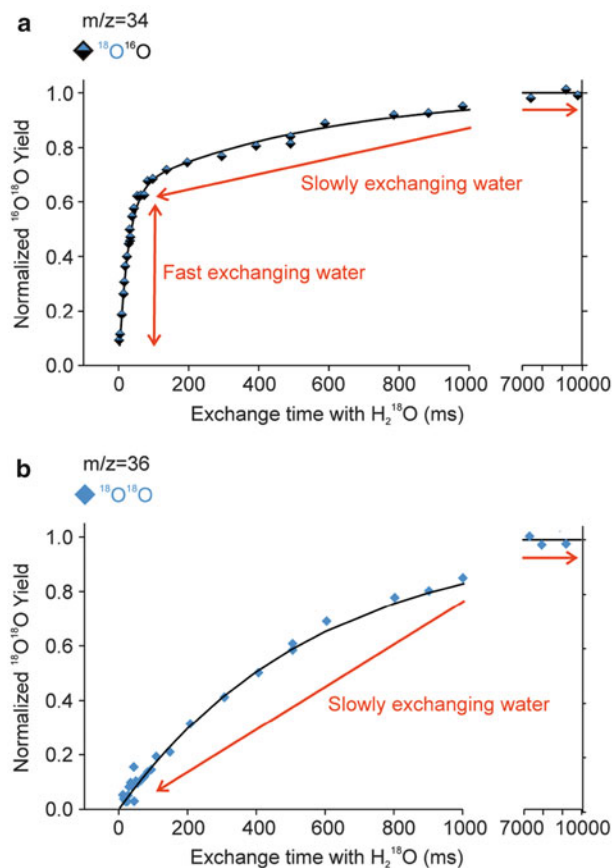 a
m/z=34
¹⁸O¹⁶O
Normalized ¹⁶O¹⁸O Yield
1.0
0.8
0.6
0.4
0.2
0.0
Slowly exchanging water
Fast exchanging water
0 200 400 600 800 1000 7000 10000
Exchange time with H₂¹⁸O (ms)
b
m/z=36
¹⁸O¹⁸O
Normalized ¹⁸O¹⁸O Yield
1.0
0.8
0.6
0.4
0.2
0.0
Slowly exchanging water
0 200 400 600 800 1000 7000 10000
Exchange time with H₂¹⁸O (ms)